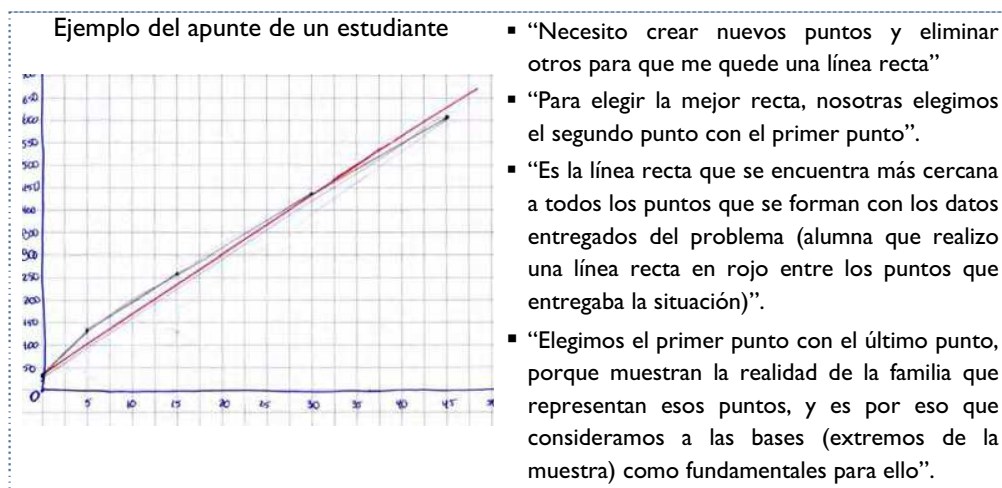 Ejemplo del apunte de un estudiante
650
600
550
500
450
400
300
250
200
150
100
50
0
5 10 15 20 25 30 35 40 45
▪ “Necesito crear nuevos puntos y eliminar
otros para que me quede una línea recta”
▪ “Para elegir la mejor recta, nosotras elegimos
el segundo punto con el primer punto”.
▪ “Es la línea recta que se encuentra más cercana
a todos los puntos que se forman con los datos
entregados del problema (alumna que realizo
una línea recta en rojo entre los puntos que
entregaba la situación)”.
▪ “Elegimos el primer punto con el último punto,
porque muestran la realidad de la familia que
representan esos puntos, y es por eso que
consideramos a las bases (extremos de la
muestra) como fundamentales para ello”.